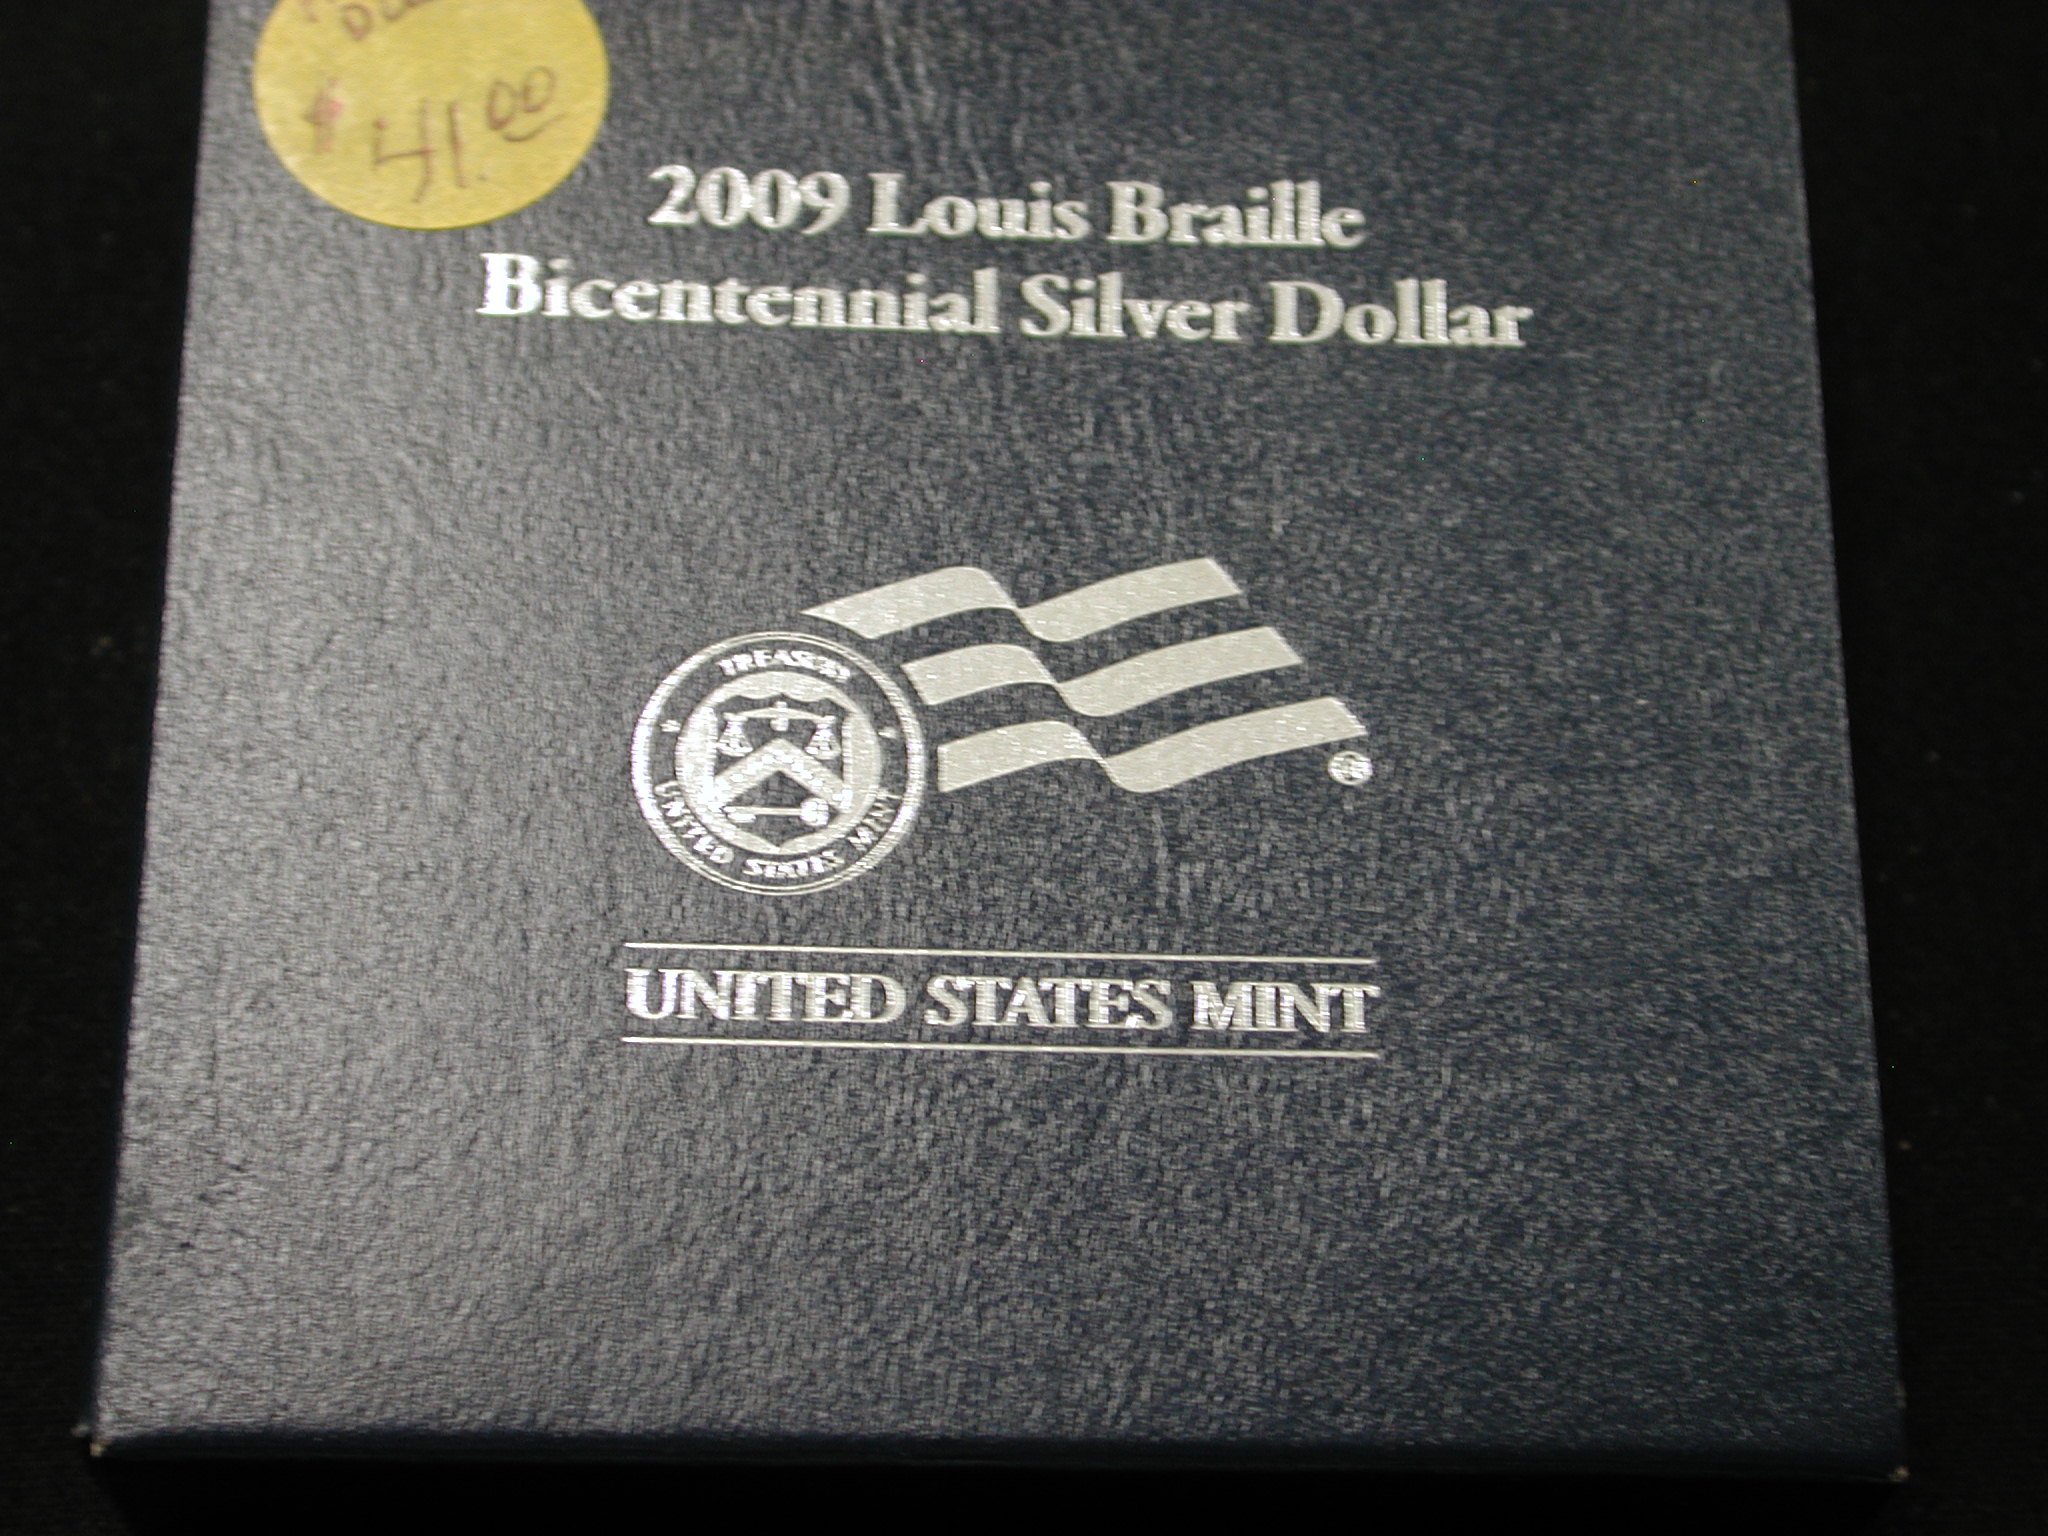 $ 41.00
2009 Louis Braille
Bicentennial Silver Dollar
TREASURY
UNITED STATES MINT
UNITED STATES MINT